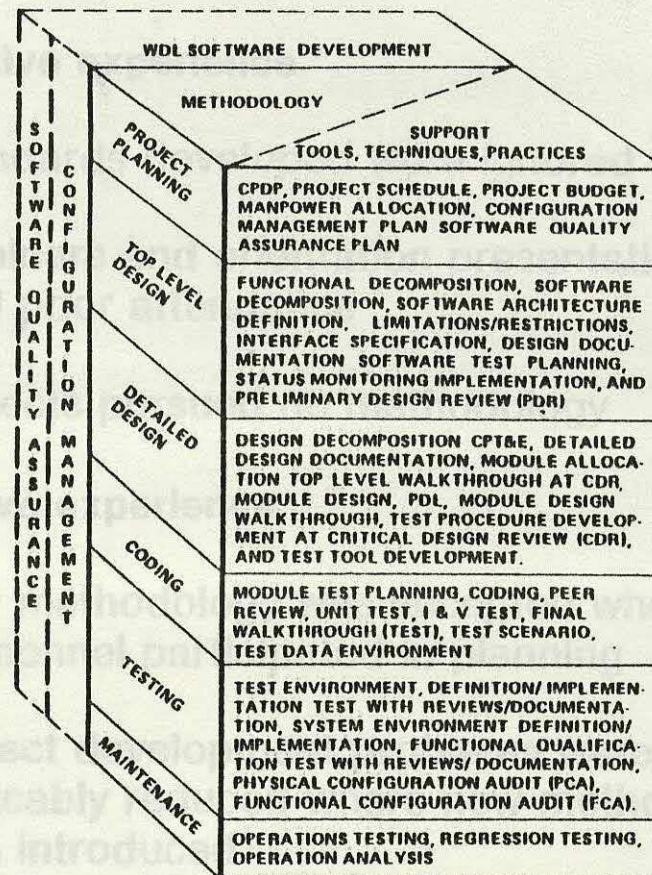 WDL SOFTWARE DEVELOPMENT
METHODOLOGY
SUPPORT
TOOLS, TECHNIQUES, PRACTICES
SOFTWARE QUALITY ASSURANCE
CONFIGURATION MANAGEMENT
PROJECT
PLANNING
CPDP, PROJECT SCHEDULE, PROJECT BUDGET,
MANPOWER ALLOCATION, CONFIGURATION
MANAGEMENT PLAN SOFTWARE QUALITY
ASSURANCE PLAN
TOP LEVEL
DESIGN
FUNCTIONAL DECOMPOSITION, SOFTWARE
DECOMPOSITION, SOFTWARE ARCHITECTURE
DEFINITION, LIMITATIONS/RESTRICTIONS,
INTERFACE SPECIFICATION, DESIGN DOCU-
MENTATION SOFTWARE TEST PLANNING,
STATUS MONITORING IMPLEMENTATION, AND
PRELIMINARY DESIGN REVIEW (PDR)
DETAILED
DESIGN
DESIGN DECOMPOSITION CPT&E, DETAILED
DESIGN DOCUMENTATION, MODULE ALLOCA-
TION TOP LEVEL WALKTHROUGH AT CDR,
MODULE DESIGN, PDL, MODULE DESIGN
WALKTHROUGH, TEST PROCEDURE DEVELOP-
MENT AT CRITICAL DESIGN REVIEW (CDR),
AND TEST TOOL DEVELOPMENT.
CODING
MODULE TEST PLANNING, CODING, PEER
REVIEW, UNIT TEST, I & V TEST, FINAL
WALKTHROUGH (TEST), TEST SCENARIO,
TEST DATA ENVIRONMENT
TESTING
TEST ENVIRONMENT, DEFINITION/ IMPLEMEN-
TATION TEST WITH REVIEWS/DOCUMENTA-
TION, SYSTEM ENVIRONMENT DEFINITION/
IMPLEMENTATION, FUNCTIONAL QUALIFICA-
TION TEST WITH REVIEWS/ DOCUMENTATION,
PHYSICAL CONFIGURATION AUDIT (PCA),
FUNCTIONAL CONFIGURATION AUDIT (FCA).
MAINTENANCE
OPERATIONS TESTING, REGRESSION TESTING,
OPERATION ANALYSIS